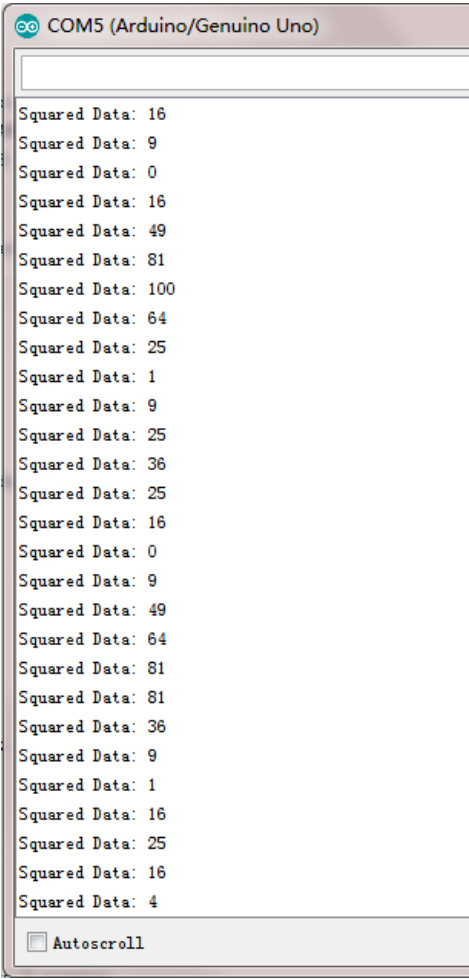 COM5 (Arduino/Genuino Uno)
Squared Data: 16
Squared Data: 9
Squared Data: 0
Squared Data: 16
Squared Data: 49
Squared Data: 81
Squared Data: 100
Squared Data: 64
Squared Data: 25
Squared Data: 1
Squared Data: 9
Squared Data: 25
Squared Data: 36
Squared Data: 25
Squared Data: 16
Squared Data: 0
Squared Data: 9
Squared Data: 49
Squared Data: 64
Squared Data: 81
Squared Data: 81
Squared Data: 36
Squared Data: 9
Squared Data: 1
Squared Data: 16
Squared Data: 25
Squared Data: 16
Squared Data: 4
Autoscroll